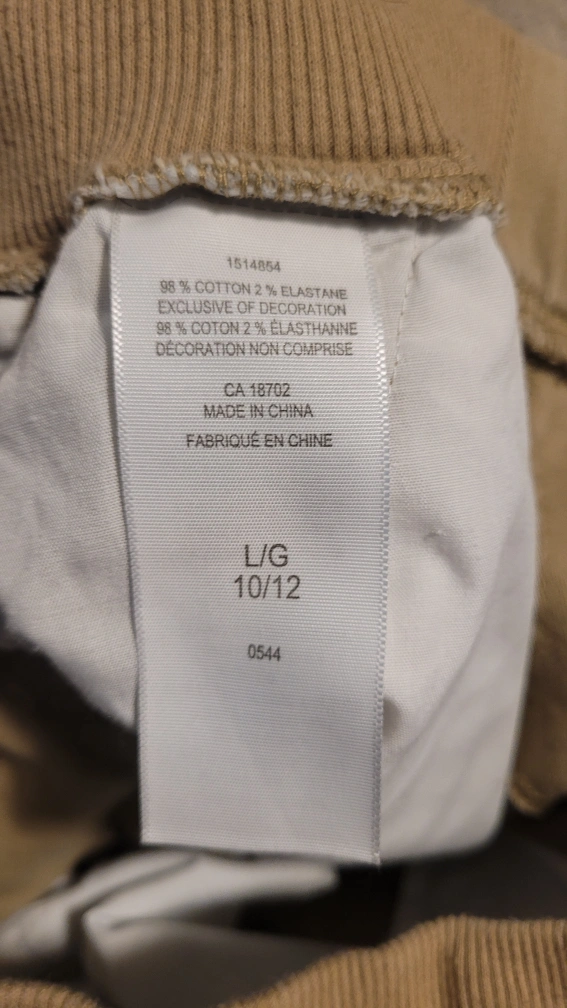 1514854
98 % COTTON 2 % ELASTANE
EXCLUSIVE OF DECORATION
98 % COTON 2 % ÉLASTHANNE
DÉCORATION NON COMPRISE
CA 18702
MADE IN CHINA
FABRIQUÉ EN CHINE
L/G
10/12
0544